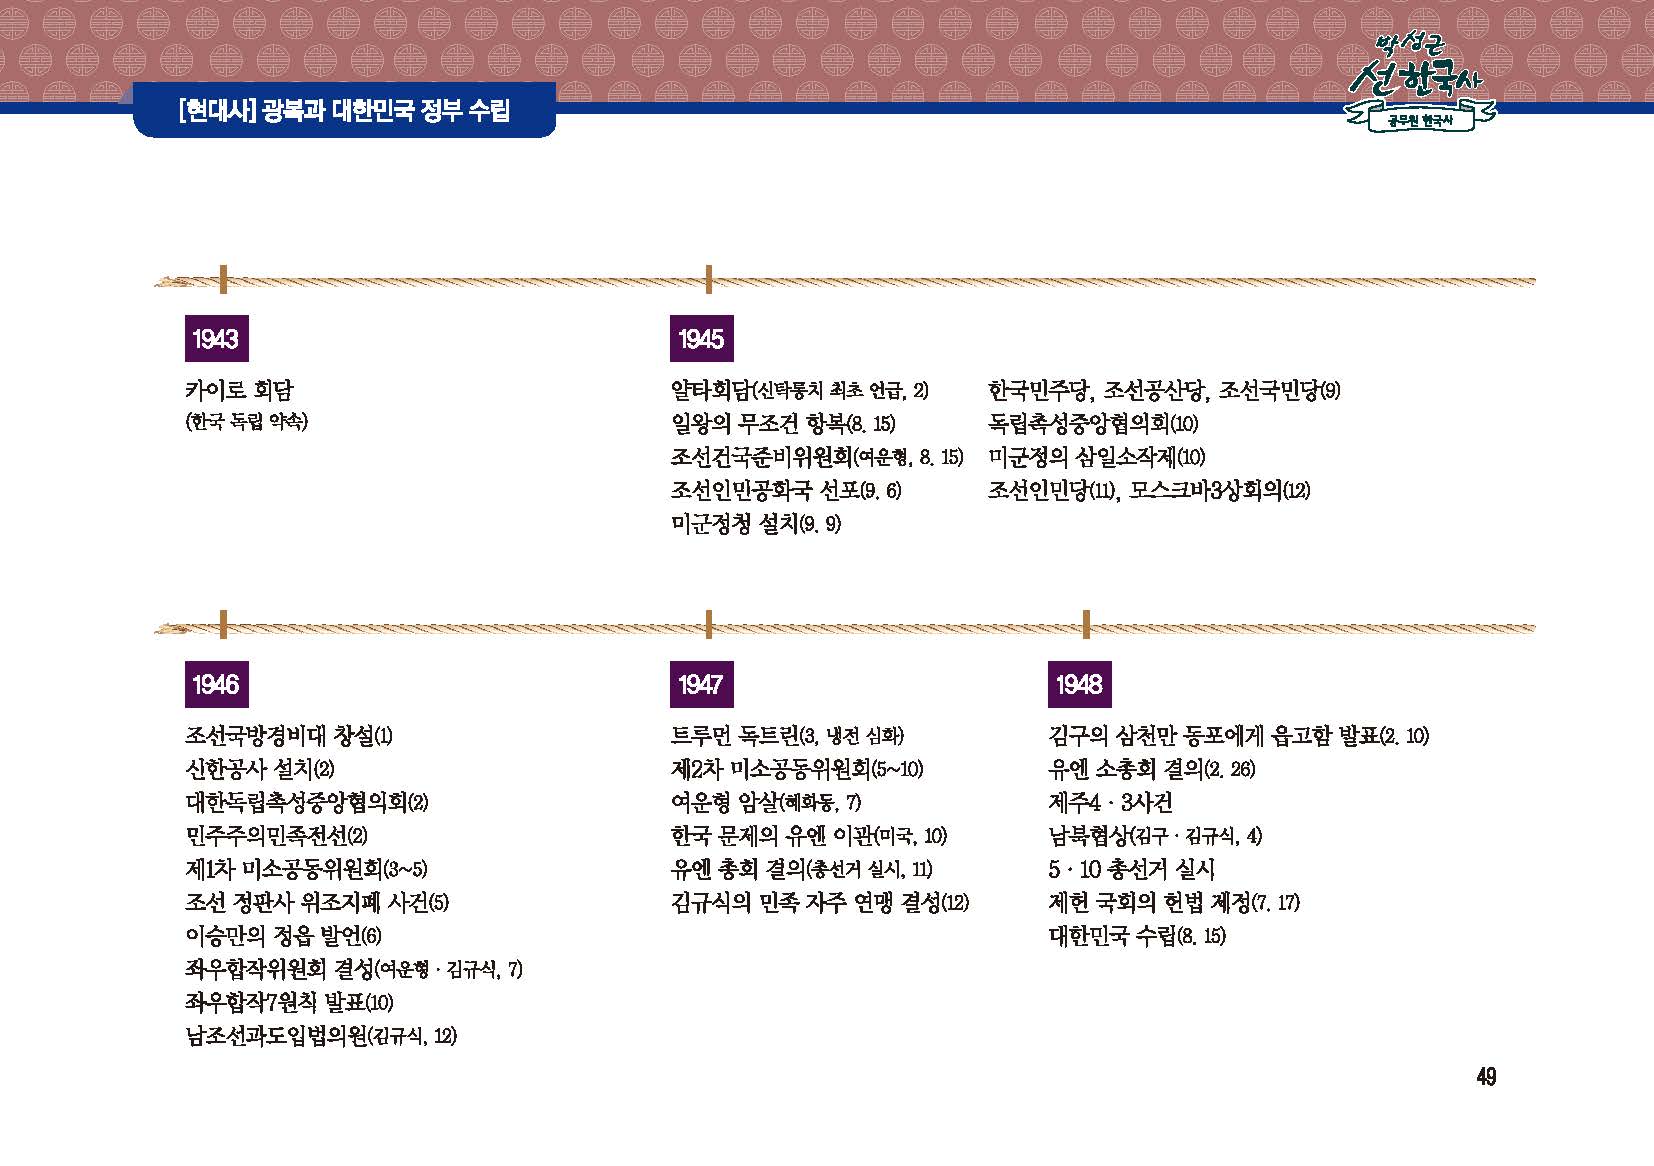 박성근
선한국사
공무원 한국사
[현대사] 광복과 대한민국 정부 수립
1943
카이로 회담
(한국 독립 약속)
1945
얄타회담(신탁통치 최초 언급, 2)
일왕의 무조건 항복(8. 15)
조선건국준비위원회(여운형, 8. 15)
조선인민공화국 선포(9. 6)
미군정청 설치(9. 9)
한국민주당, 조선공산당, 조선국민당(9)
독립촉성중앙협의회(10)
미군정의 삼일소작제(10)
조선인민당(11), 모스크바3상회의(12)
1946
조선국방경비대 창설(1)
신한공사 설치(2)
대한독립촉성중앙협의회(2)
민주주의민족전선(2)
제1차 미소공동위원회(3~5)
조선 정판사 위조지폐 사건(5)
이승만의 정읍 발언(6)
좌우합작위원회 결성(여운형 · 김규식, 7)
좌우합작7원칙 발표(10)
남조선과도입법의원(김규식, 12)
1947
트루먼 독트린(3, 냉전 심화)
제2차 미소공동위원회(5~10)
여운형 암살(혜화동, 7)
한국 문제의 유엔 이관(미국, 10)
유엔 총회 결의(총선거 실시, 11)
김규식의 민족 자주 연맹 결성(12)
1948
김구의 삼천만 동포에게 읍고함 발표(2. 10)
유엔 소총회 결의(2. 26)
제주4 · 3사건
남북협상(김구 · 김규식, 4)
5 · 10 총선거 실시
제헌 국회의 헌법 제정(7. 17)
대한민국 수립(8. 15)
49